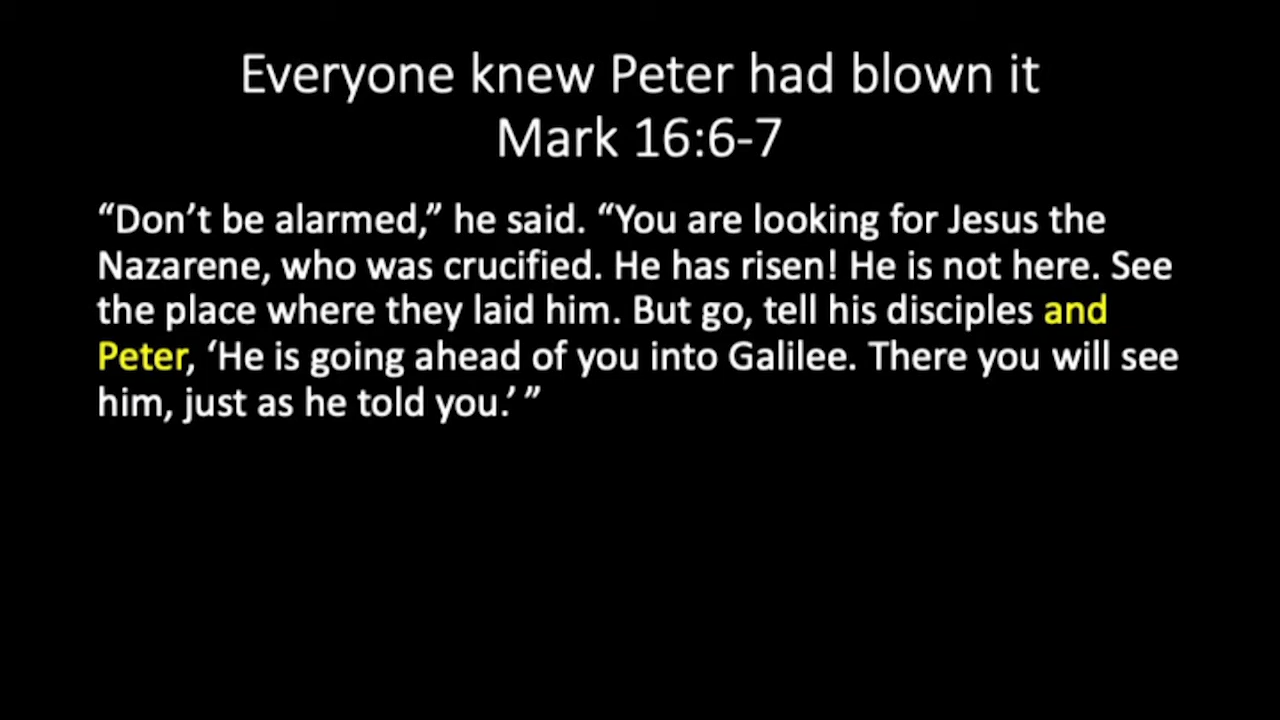 Everyone knew Peter had blown it
Mark 16:6-7
“Don’t be alarmed,” he said. “You are looking for Jesus the
Nazarene, who was crucified. He has risen! He is not here. See
the place where they laid him. But go, tell his disciples and
Peter, ‘He is going ahead of you into Galilee. There you will see
him, just as he told you.’ ”